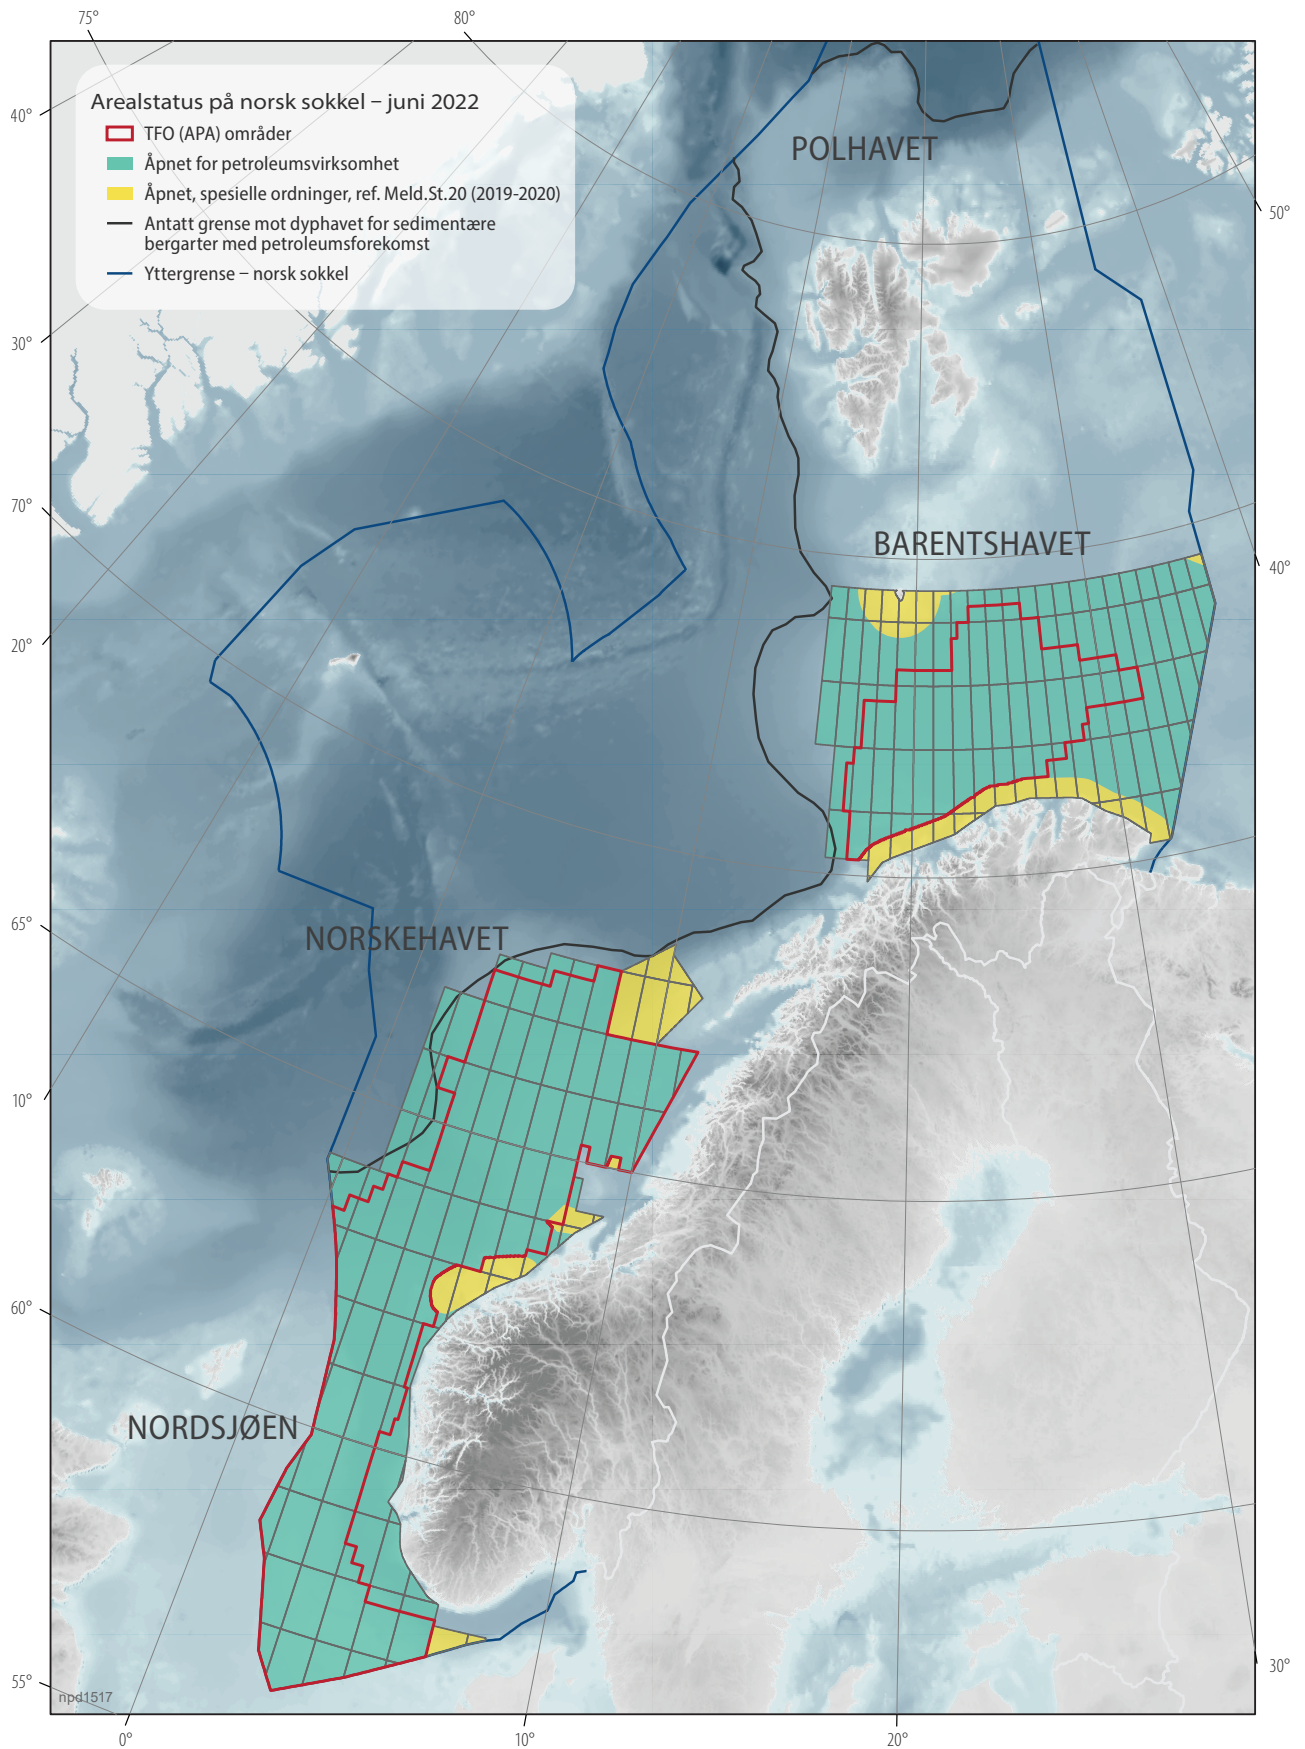 75°
80°
40°
Arealstatus på norsk sokkel – juni 2022
TFO (APA) områder
Åpnet for petroleumsvirksomhet
Åpnet, spesielle ordninger, ref. Meld.St.20 (2019-2020)
Antatt grense mot dyphavet for sedimentære
bergarter med petroleumsforekomst
Yttergrense – norsk sokkel
POLHAVET
50°
30°
70°
BARENTSHAVET
40°
20°
65°
NORSKEHAVET
10°
60°
NORDSJØEN
30°
55°
npd1517
0°
10°
20°